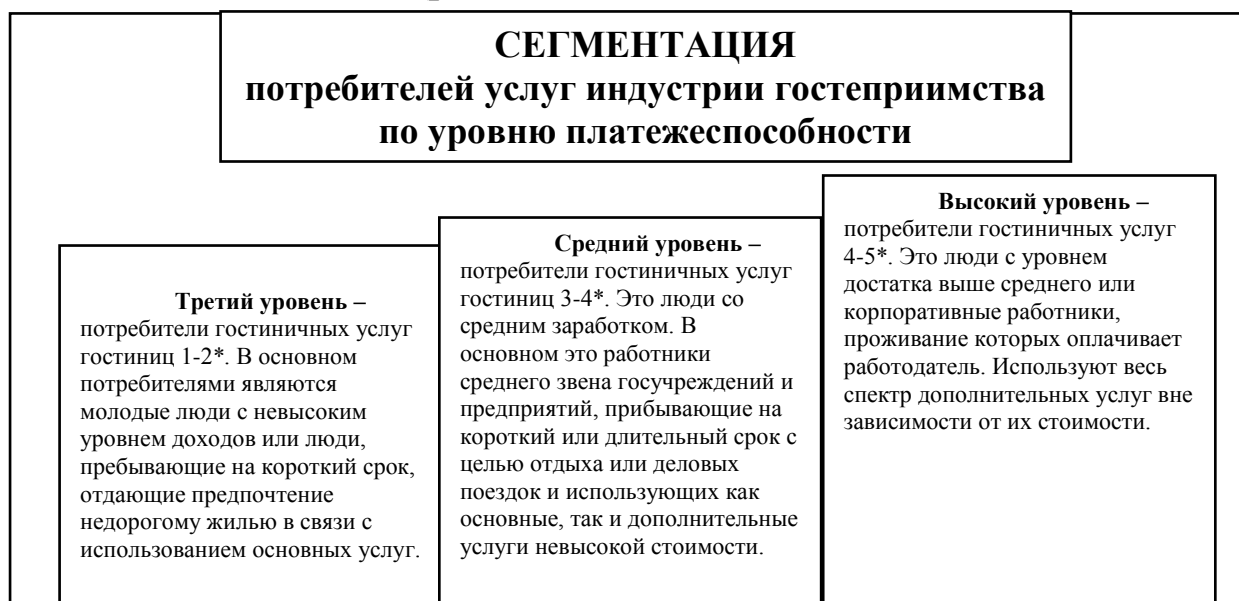 СЕГМЕНТАЦИЯ
потребителей услуг индустрии гостеприимства
по уровню платежеспособности
Третий уровень –
потребители гостиничных услуг
гостиниц 1-2*. В основном
потребителями являются
молодые люди с невысоким
уровнем доходов или люди,
пребывающие на короткий срок,
отдающие предпочтение
недорогому жилью в связи с
использованием основных услуг.
Средний уровень –
потребители гостиничных услуг
гостиниц 3-4*. Это люди со
средним заработком. В
основном это работники
среднего звена госучреждений и
предприятий, прибывающие на
короткий или длительный срок с
целью отдыха или деловых
поездок и использующих как
основные, так и дополнительные
услуги невысокой стоимости.
Высокий уровень –
потребители гостиничных услуг
4-5*. Это люди с уровнем
достатка выше среднего или
корпоративные работники,
проживание которых оплачивает
работодатель. Используют весь
спектр дополнительных услуг вне
зависимости от их стоимости.